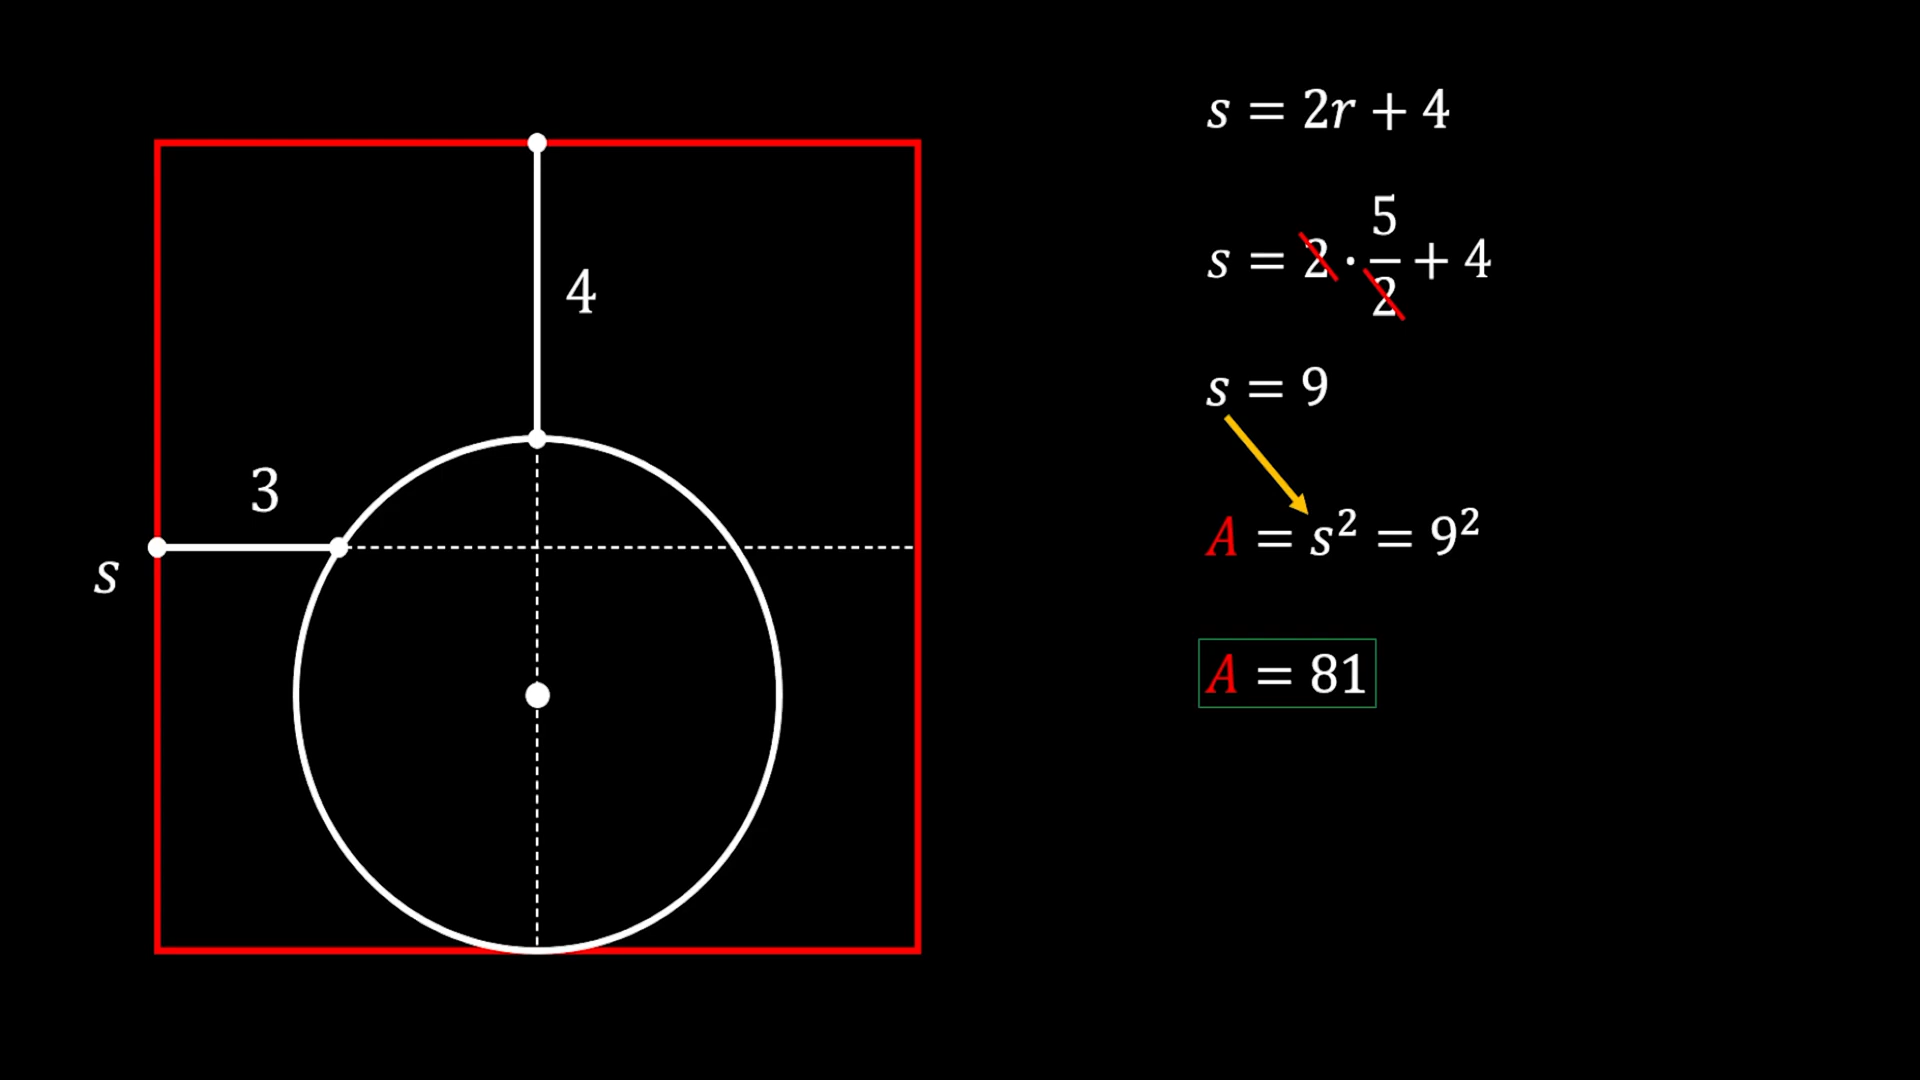 4
3
s
s = 2r + 4
s = 2 · 5/2 + 4
s = 9
A = s² = 9²
A = 81